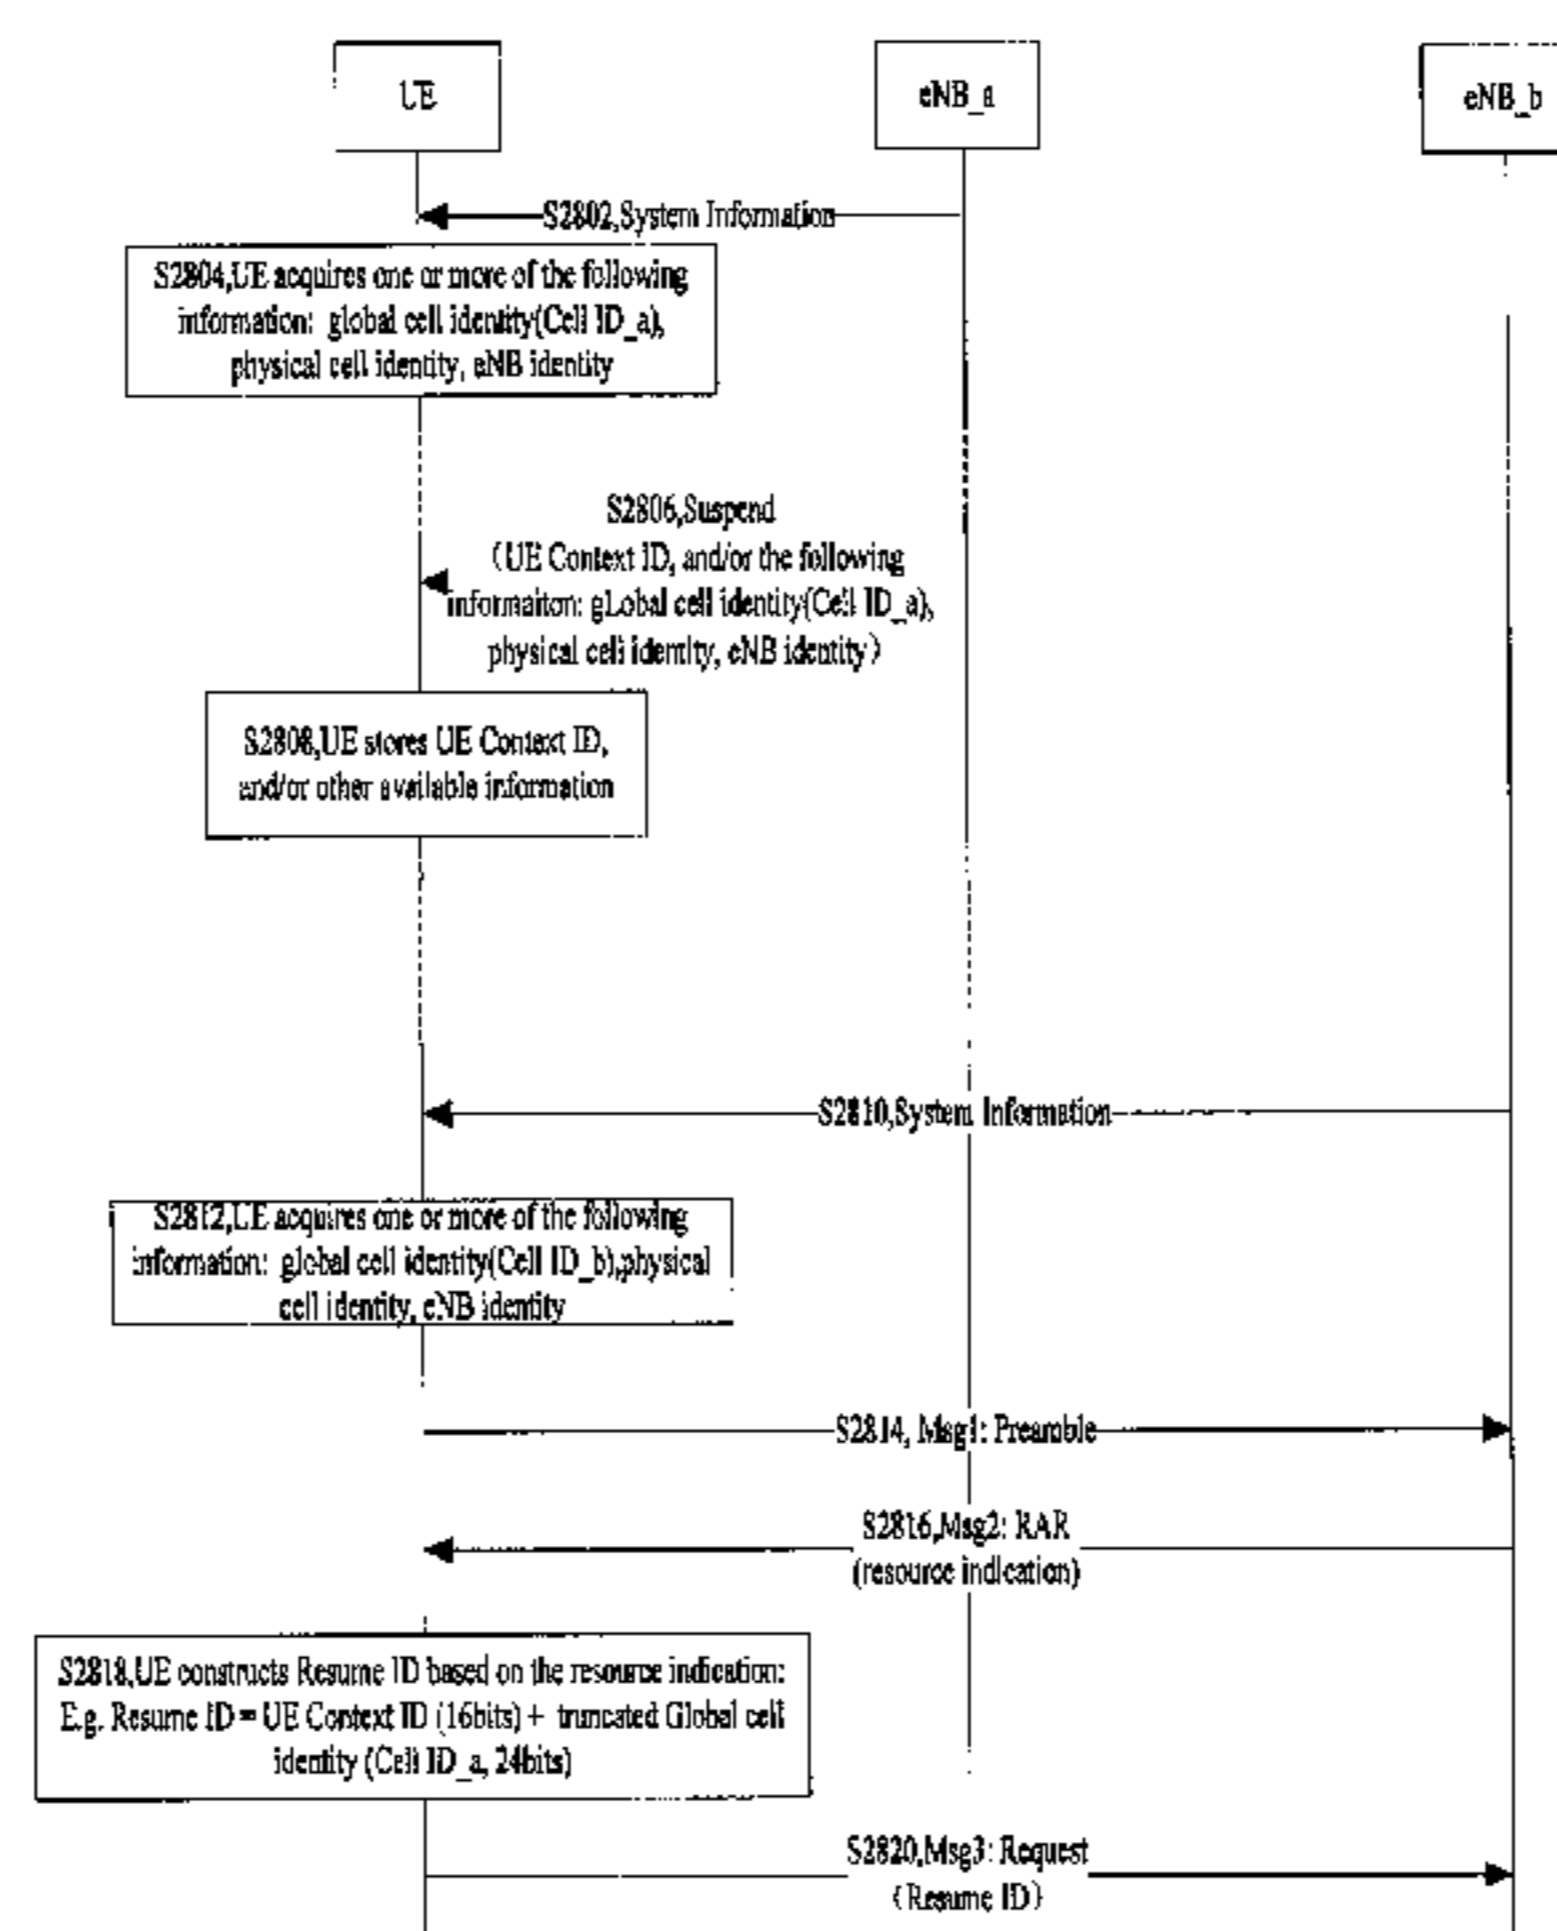 UE
eNB_a
eNB_b
S2802,System Information
S2804,UE acquires one or more of the following
information: global cell identity(Cell ID_a),
physical cell identity, eNB identity
S2806,Suspend
(UE Context ID, and/or the following
informaiton: gLobal cell identity(Cell ID_a),
physical cell identity, eNB identity)
S2808,UE stores UE Context ID,
and/or other available information
S2810,System Information
S2812,UE acquires one or more of the following
information: global cell identity(Cell ID_b),physical
cell identity, eNB identity
S2814, Msg1: Preamble
S2816,Msg2: RAR
(resource indication)
S2818,UE constructs Resume ID based on the resource indication:
E.g. Resume ID = UE Context ID (16bits) + truncated Global cell
identity (Cell ID_a, 24bits)
S2820,Msg3: Request
(Resume ID)